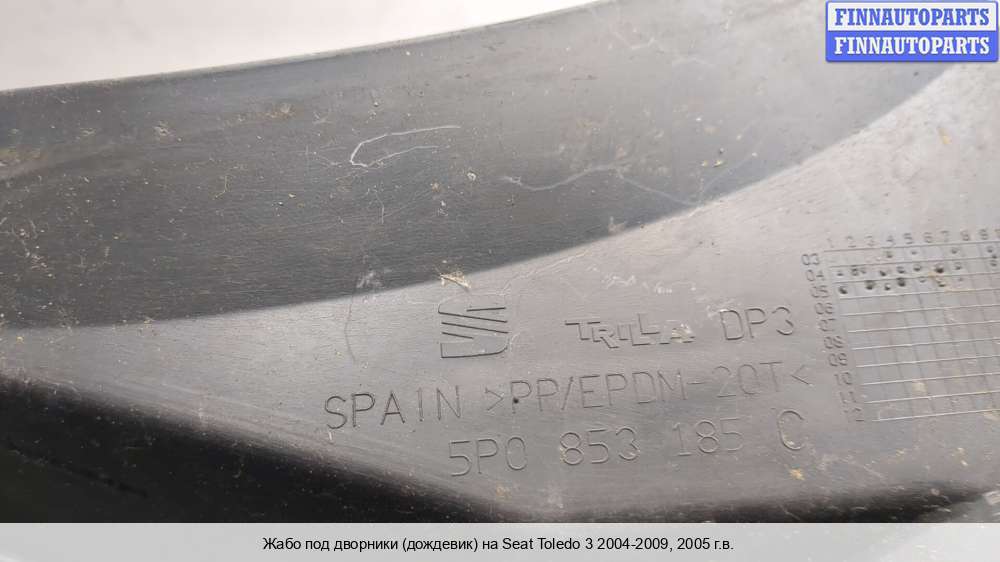 FINNAUTOPARTS
FINNAUTOPARTS
1 2 3 4 5 6 7 8 9
03
04
05
06
07
08
09
10
11
12
TRILLA DP3
SPAIN >PP/EPDM-20T<
5P0 853 185 C
Жабо под дворники (дождевик) на Seat Toledo 3 2004-2009, 2005 г.в.